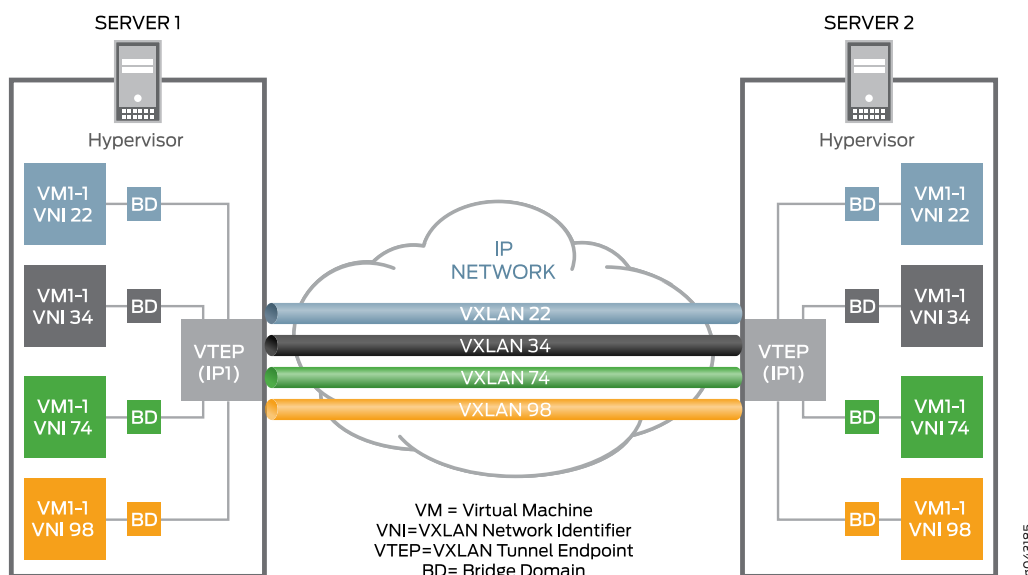 SERVER 1
SERVER 2
Hypervisor
Hypervisor
VM1-1
VNI 22
BD
VM1-1
VNI 34
BD
VM1-1
VNI 74
BD
VM1-1
VNI 98
BD
VTEP
(IP1)
IP
NETWORK
VXLAN 22
VXLAN 34
VXLAN 74
VXLAN 98
VTEP
(IP1)
BD
VM1-1
VNI 22
BD
VM1-1
VNI 34
BD
VM1-1
VNI 74
BD
VM1-1
VNI 98
VM = Virtual Machine
VNI=VXLAN Network Identifier
VTEP=VXLAN Tunnel Endpoint
BD= Bridge Domain